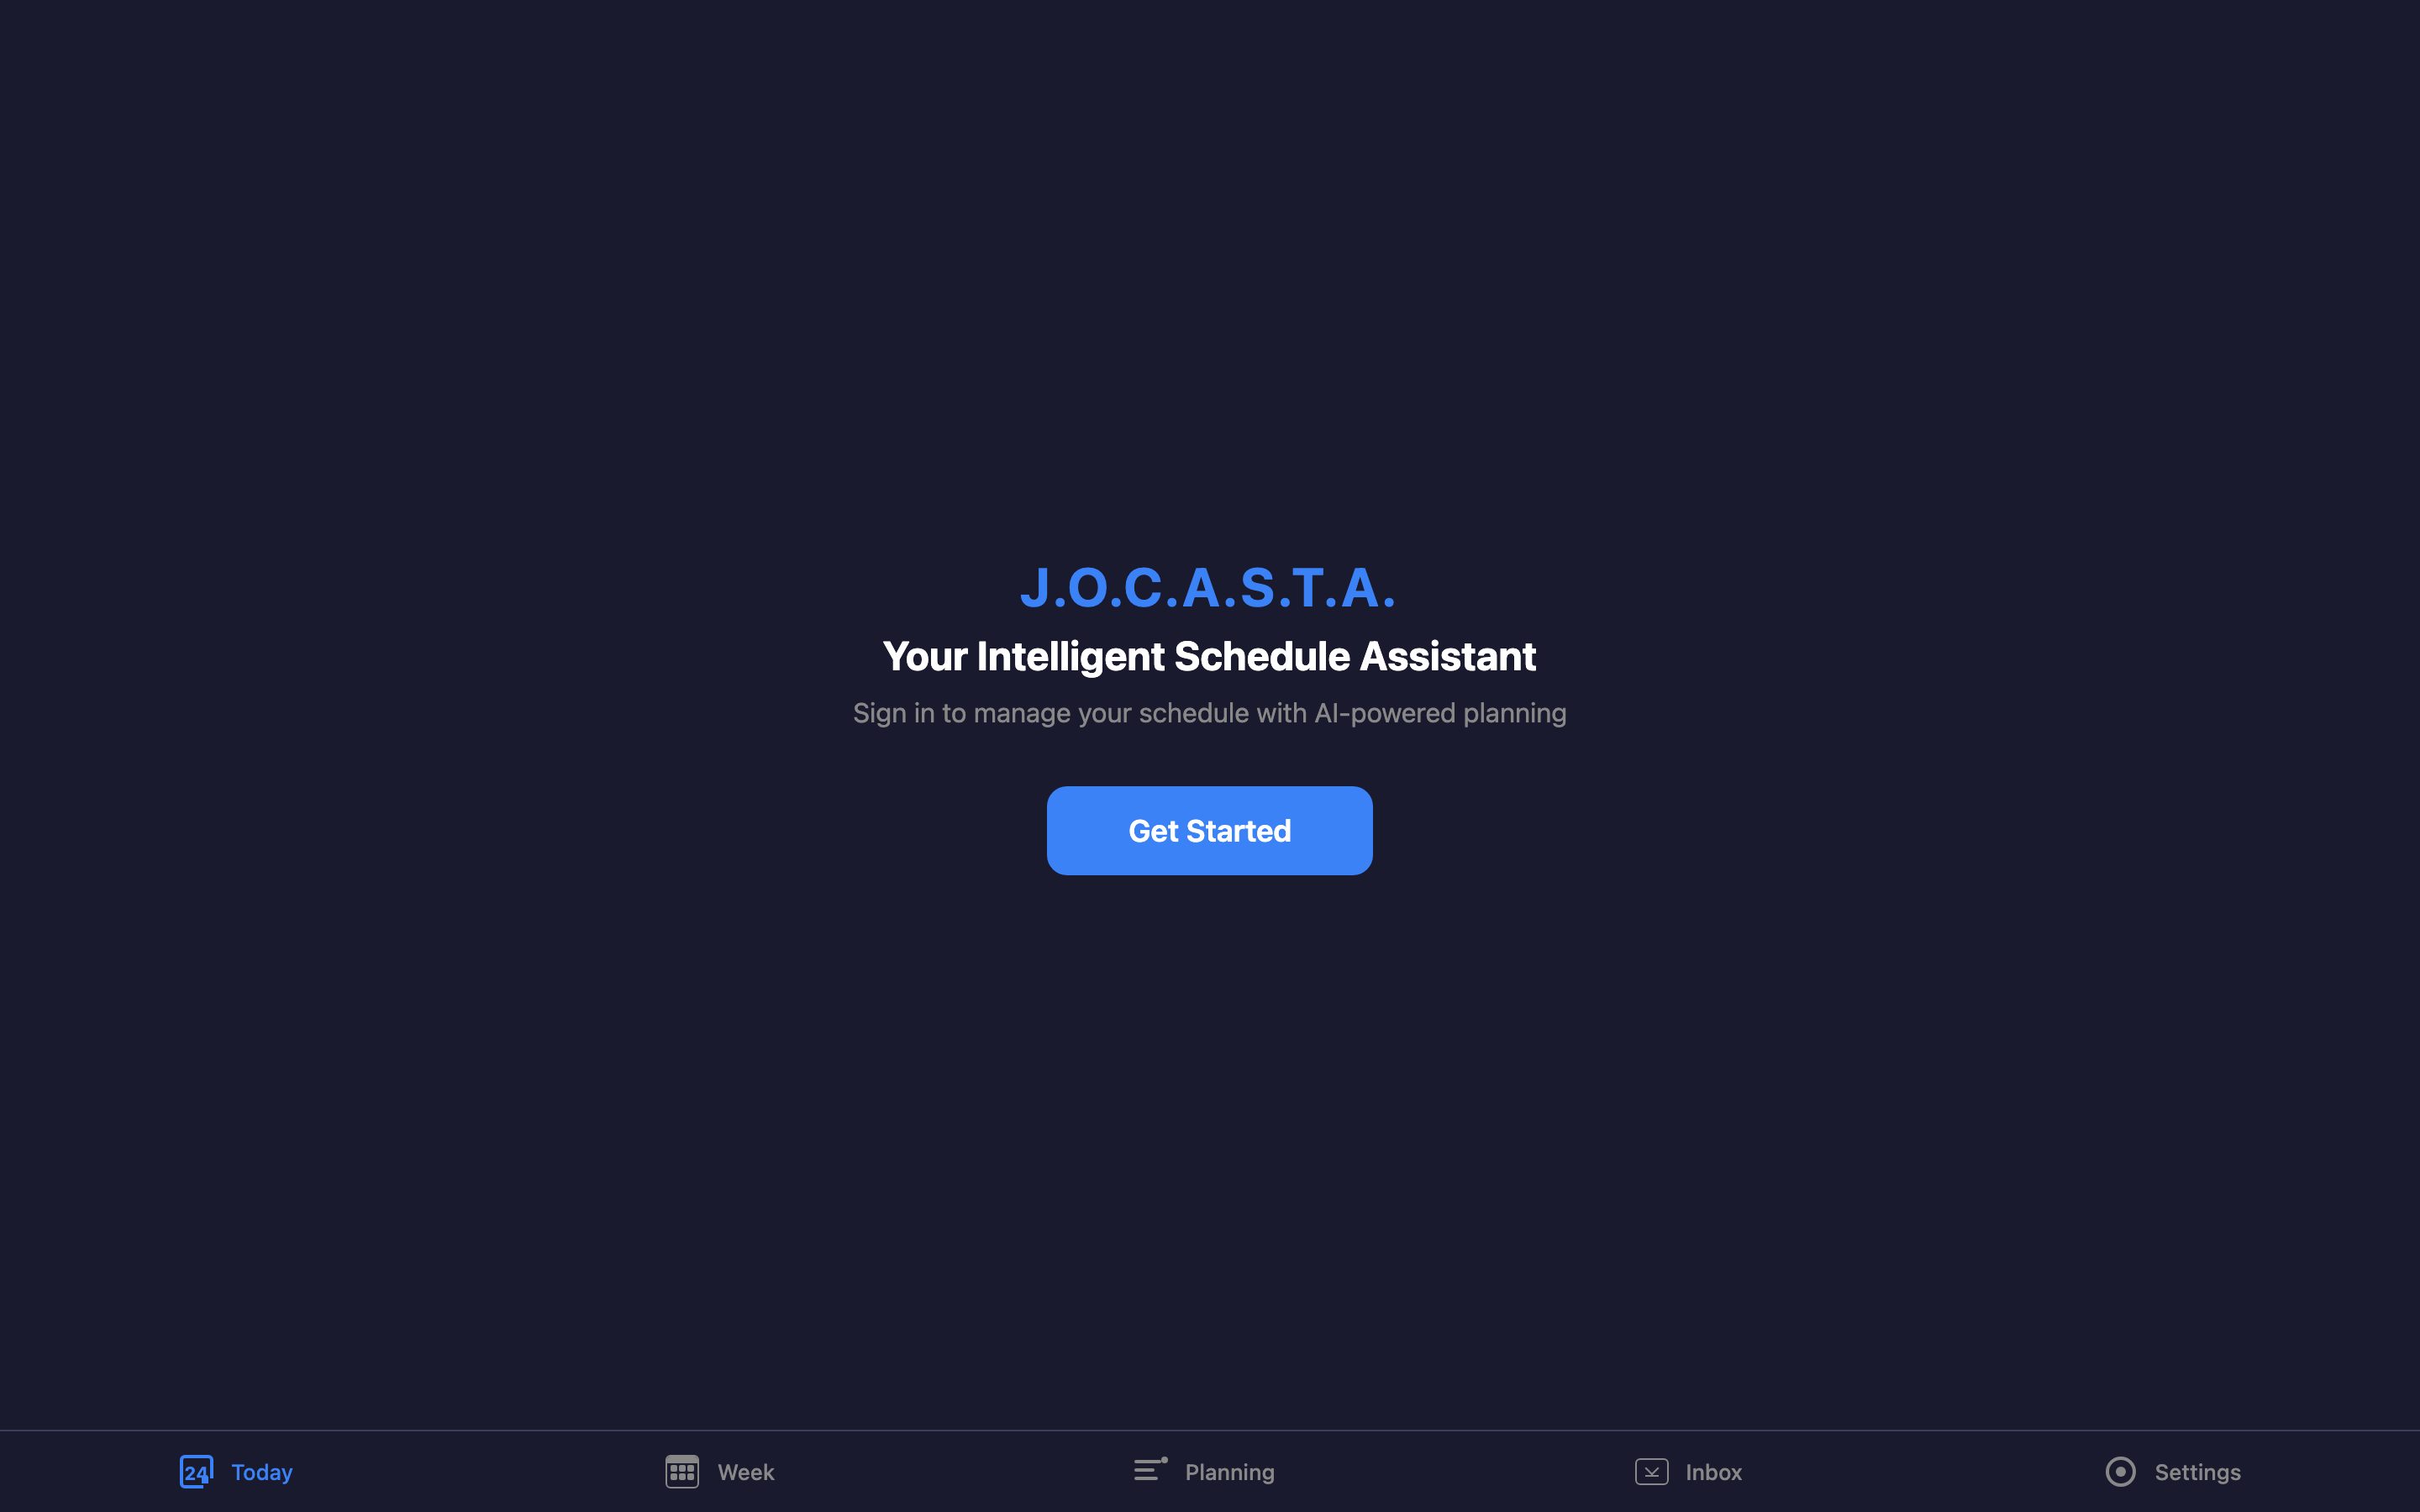 J.O.C.A.S.T.A.
Your Intelligent Schedule Assistant
Sign in to manage your schedule with AI-powered planning
Get Started
24 Today
Week
Planning
Inbox
Settings